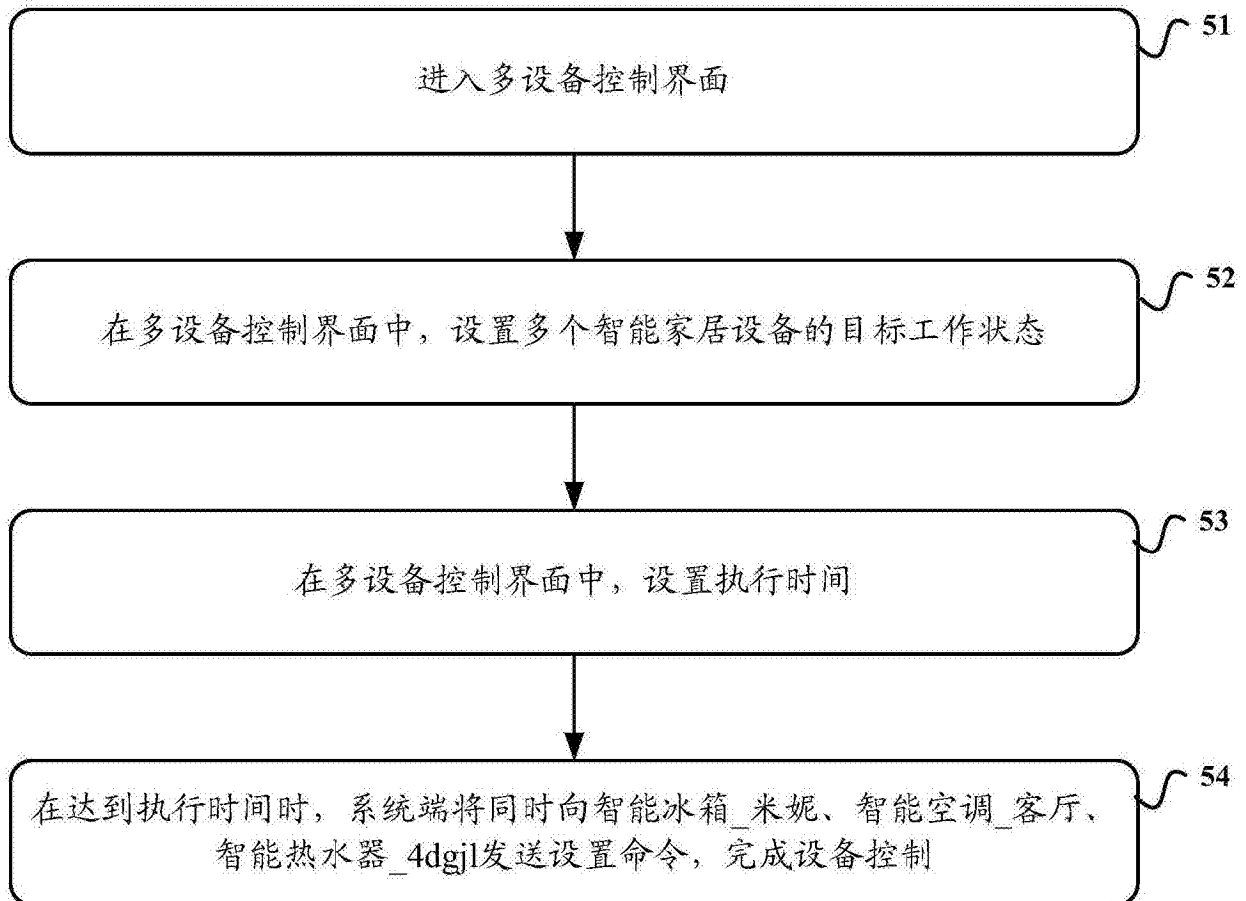 进入多设备控制界面
51
在多设备控制界面中，设置多个智能家居设备的目标工作状态
52
在多设备控制界面中，设置执行时间
53
在达到执行时间时，系统端将同时向智能冰箱_米妮、智能空调_客厅、
智能热水器_4dgjl发送设置命令，完成设备控制
54